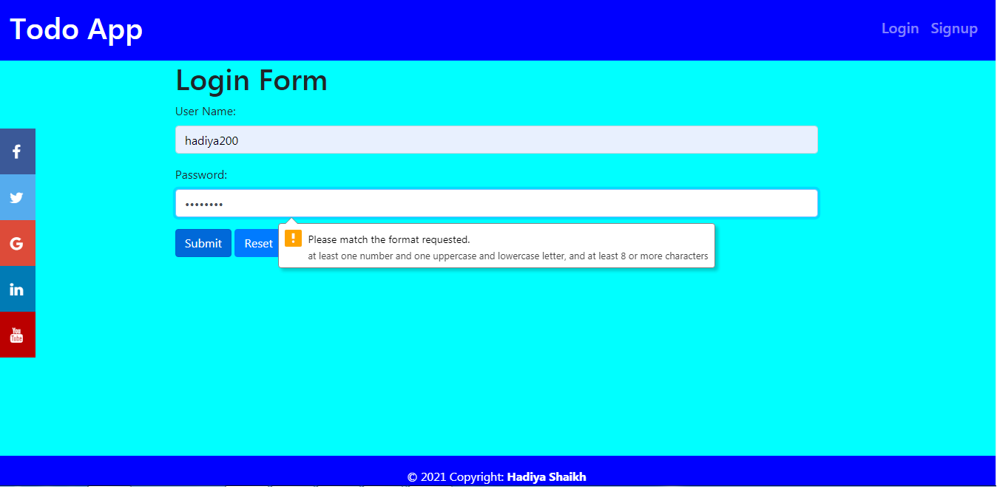 Todo App
Login Signup
Login Form
User Name:
hadiya200
Password:
••••••••
Submit Reset
Please match the format requested.
at least one number and one uppercase and lowercase letter, and at least 8 or more characters
You
Tube
© 2021 Copyright: Hadiya Shaikh